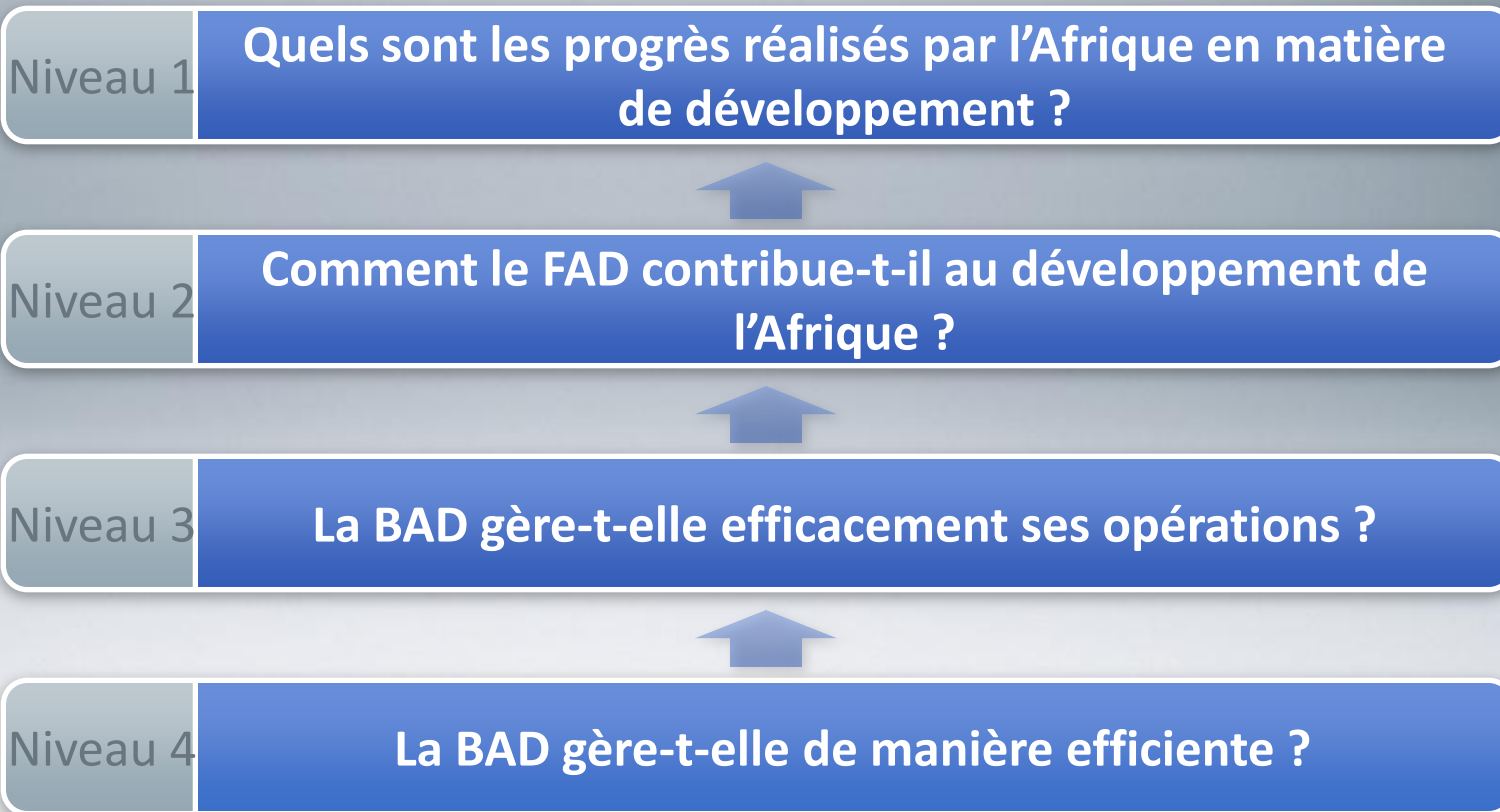 Niveau 1
Quels sont les progrès réalisés par l’Afrique en matière
de développement ?
Niveau 2
Comment le FAD contribue-t-il au développement de
l’Afrique ?
Niveau 3
La BAD gère-t-elle efficacement ses opérations ?
Niveau 4
La BAD gère-t-elle de manière efficiente ?